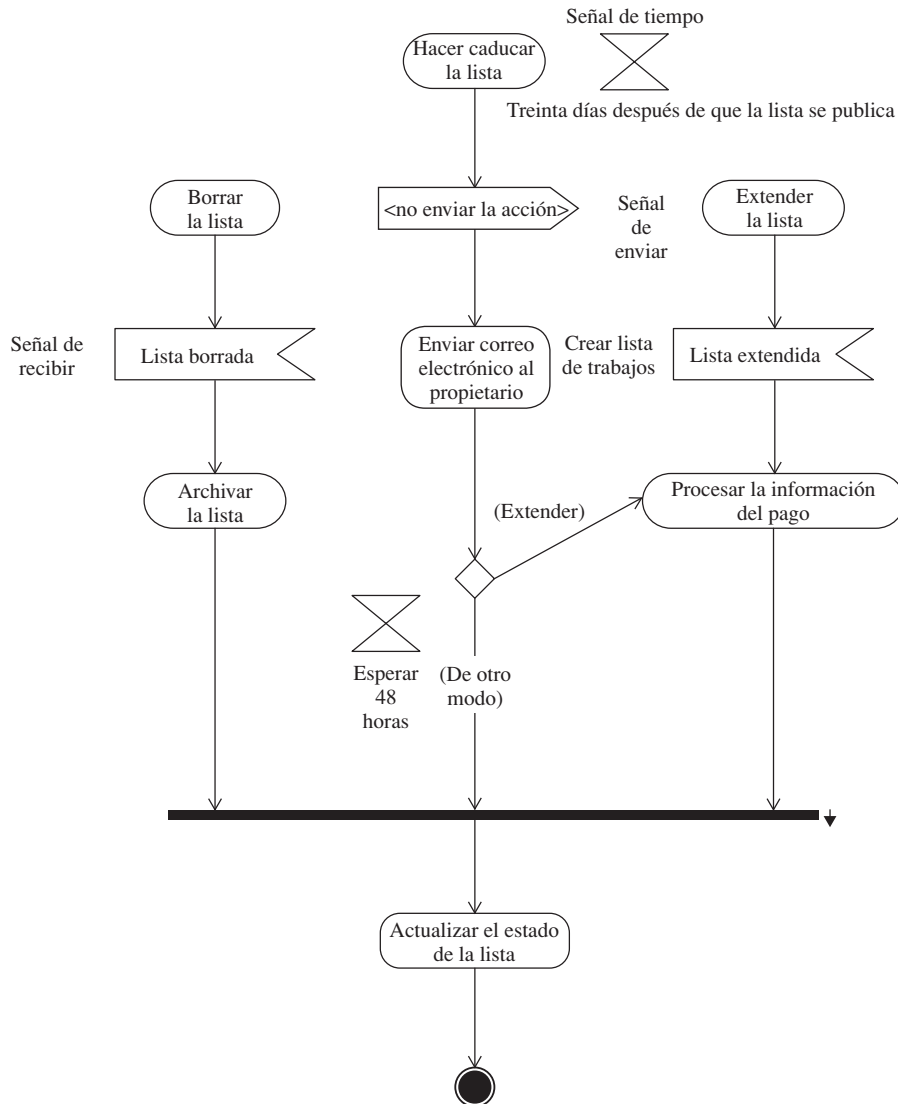 Señal de tiempo
Hacer caducar
la lista
Treinta días después de que la lista se publica
Borrar
la lista
<no enviar la acción>
Señal
de
enviar
Extender
la lista
Señal de
recibir
Lista borrada
Enviar correo
electrónico al
propietario
Crear lista
de trabajos
Lista extendida
Archivar
la lista
(Extender)
Procesar la información
del pago
Esperar
48
horas
(De otro
modo)
Actualizar el estado
de la lista